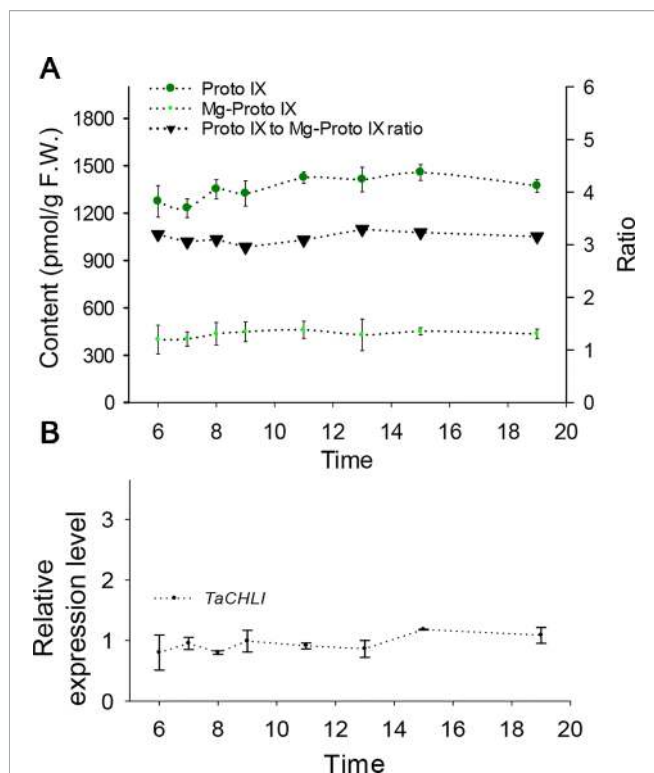 A
Proto IX
Mg-Proto IX
Proto IX to Mg-Proto IX ratio
Content (pmol/g F.W.)
1800
1500
1200
900
600
300
0
6
5
4
3
2
1
0
Ratio
6 8 10 12 14 16 18 20
Time
B
Relative
expression level
3
2
1
0
TaCHLI
6 8 10 12 14 16 18 20
Time